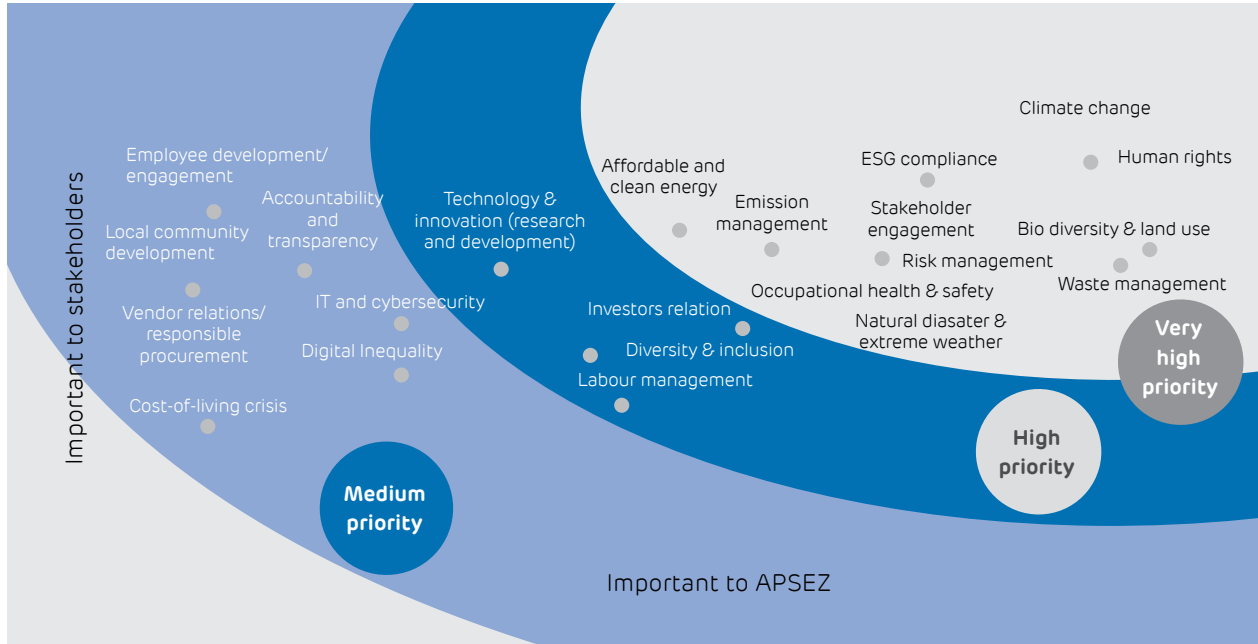 Important to stakeholders
Employee development/
engagement
Accountability
and
transparency
Local community
development
Vendor relations/
responsible
procurement
IT and cybersecurity
Digital Inequality
Cost-of-living crisis
Medium
priority
Technology &
innovation (research
and development)
Investors relation
Diversity & inclusion
Labour management
High
priority
Affordable and
clean energy
Emission
management
ESG compliance
Stakeholder
engagement
Risk management
Occupational health & safety
Natural diasater &
extreme weather
Climate change
Human rights
Bio diversity & land use
Waste management
Very
high
priority
Important to APSEZ